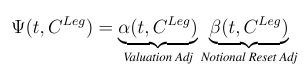 Ψ(t, C^{Leg}) = α(t, C^{Leg}) β(t, C^{Leg})
Valuation Adj Notional Reset Adj